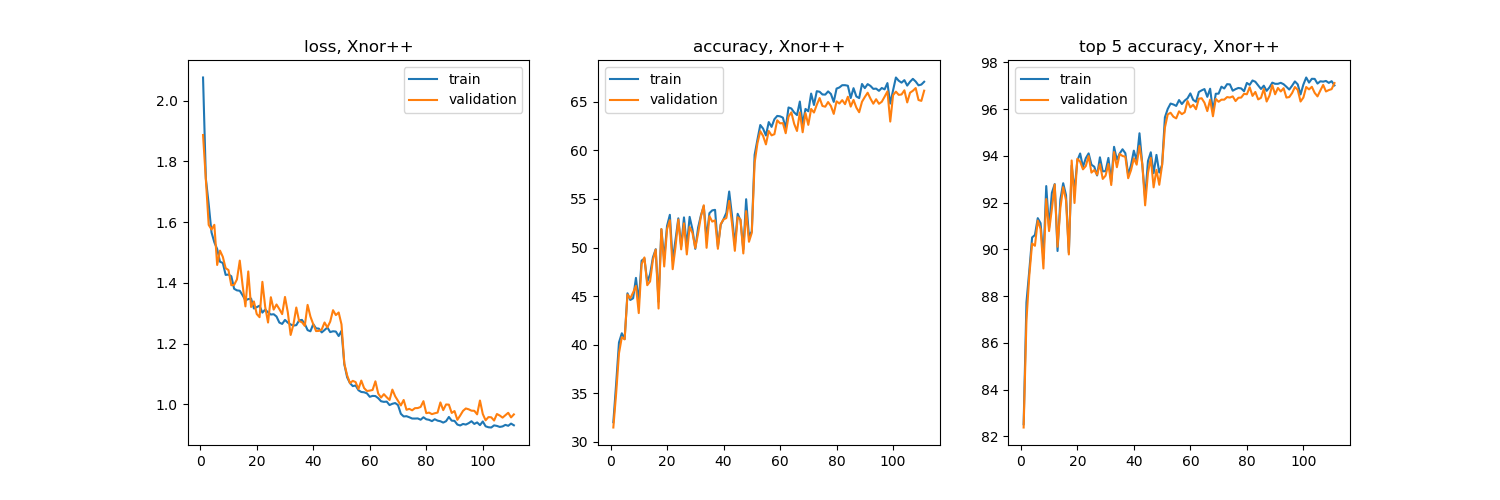 loss, Xnor++
train
validation
2.0
1.8
1.6
1.4
1.2
1.0
0 20 40 60 80 100
accuracy, Xnor++
train
validation
65
60
55
50
45
40
35
30
0 20 40 60 80 100
top 5 accuracy, Xnor++
train
validation
98
96
94
92
90
88
86
84
82
0 20 40 60 80 100